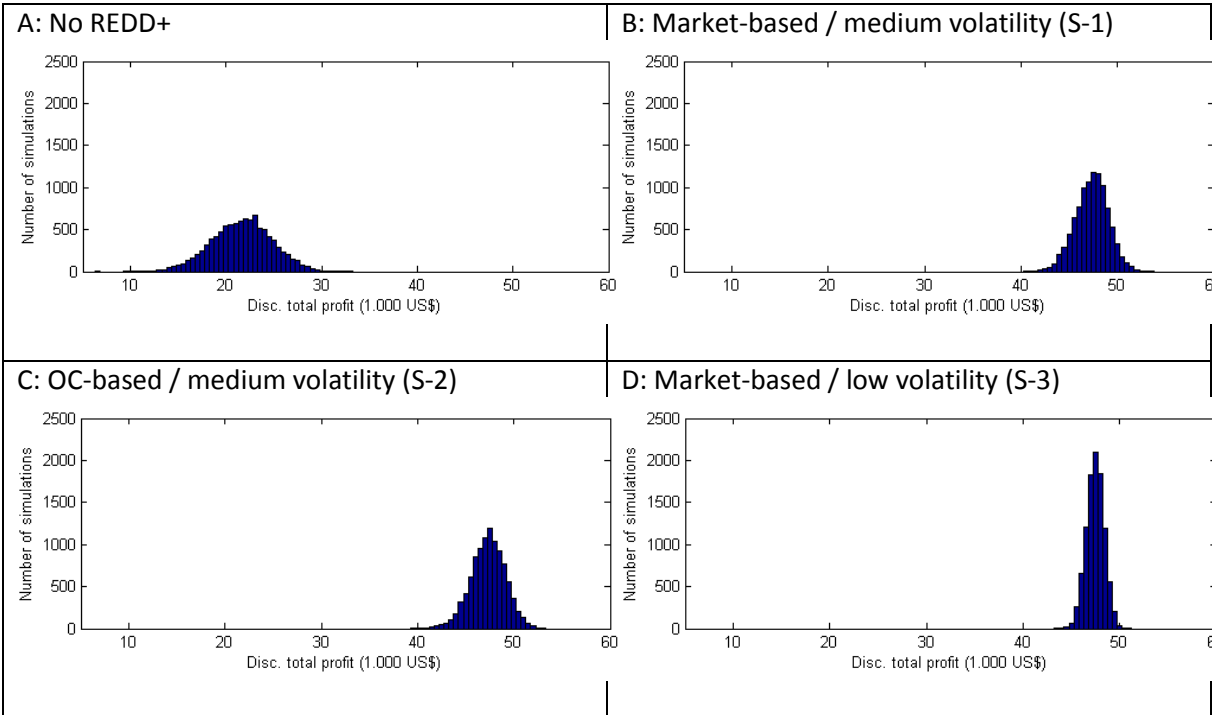 A: No REDD+
2500
2000
1500
1000
500
0
Number of simulations
10 20 30 40 50 60
Disc. total profit (1.000 US$)
B: Market-based / medium volatility (S-1)
2500
2000
1500
1000
500
0
Number of simulations
10 20 30 40 50 6
Disc. total profit (1.000 US$)
C: OC-based / medium volatility (S-2)
2500
2000
1500
1000
500
0
Number of simulations
10 20 30 40 50 60
Disc. total profit (1.000 US$)
D: Market-based / low volatility (S-3)
2500
2000
1500
1000
500
0
Number of simulations
10 20 30 40 50 6
Disc. total profit (1.000 US$)